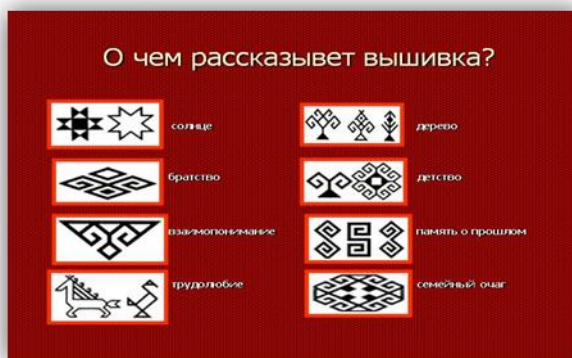 О чем рассказывет вышивка?
солнце
дерево
братство
детство
взаимопонимание
память о прошлом
трудолюбие
семейный очаг